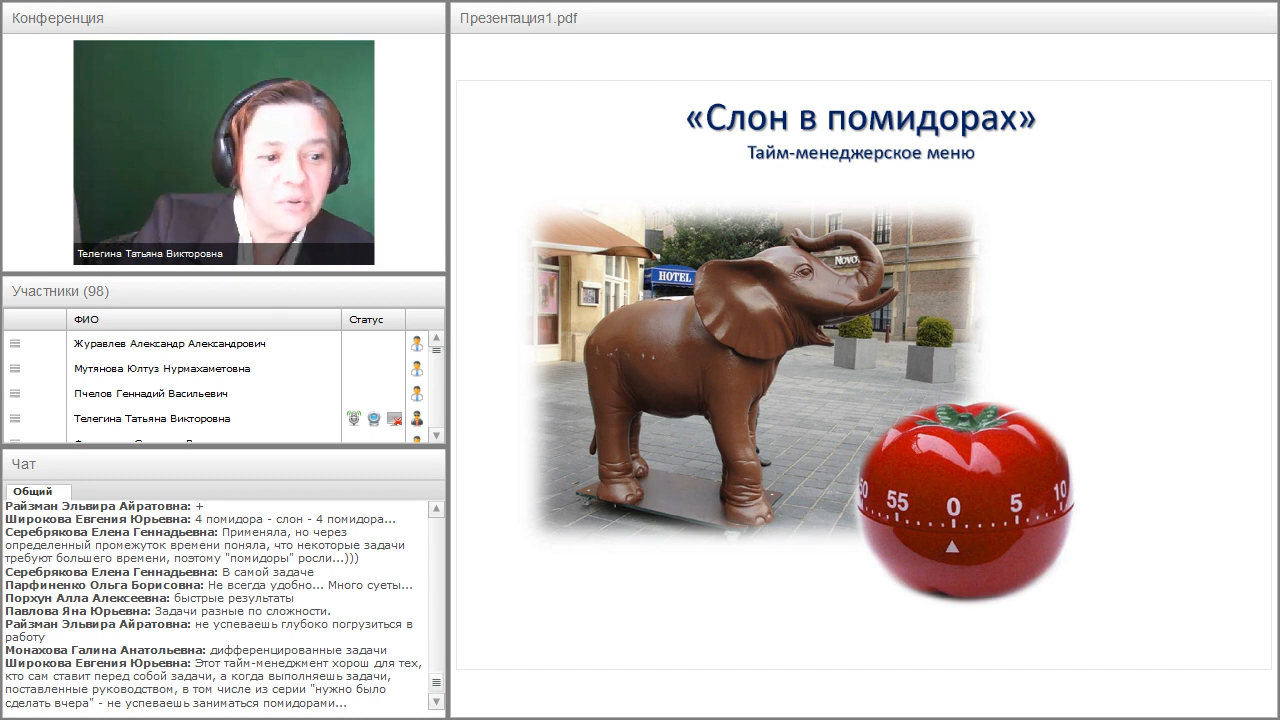 Конференция
Телегина Татьяна Викторовна
Участники (98)
ФИО
Статус
Журавлев Александр Александрович
Мутянова Юлтуз Нурмахаметовна
Пчелов Геннадий Васильевич
Телегина Татьяна Викторовна
Чат
Общий
Райзман Эльвира Айратовна: +
Широкова Евгения Юрьевна: 4 помидора - слон - 4 помидора...
Серебрякова Елена Геннадьевна: Применяла, но через
определенный промежуток времени поняла, что некоторые задачи
требуют большего времени, поэтому "помидоры" росли...)))
Серебрякова Елена Геннадьевна: В самой задаче
Парфиненко Ольга Борисовна: Не всегда удобно... Много суеты...
Порхун Алла Алексеевна: быстрые результаты
Павлова Яна Юрьевна: Задачи разные по сложности.
Райзман Эльвира Айратовна: не успеваешь глубоко погрузиться в
работу
Монахова Галина Анатольевна: дифференцированные задачи
Широкова Евгения Юрьевна: Этот тайм-менеджмент хорош для тех,
кто сам ставит перед собой задачи, а когда выполняешь задачи,
поставленные руководством, в том числе из серии "нужно было
сделать вчера" - не успеваешь заниматься помидорами...
Презентация1.pdf
«Слон в помидорах»
Тайм-менеджерское меню
HOTEL
55 0 5 10